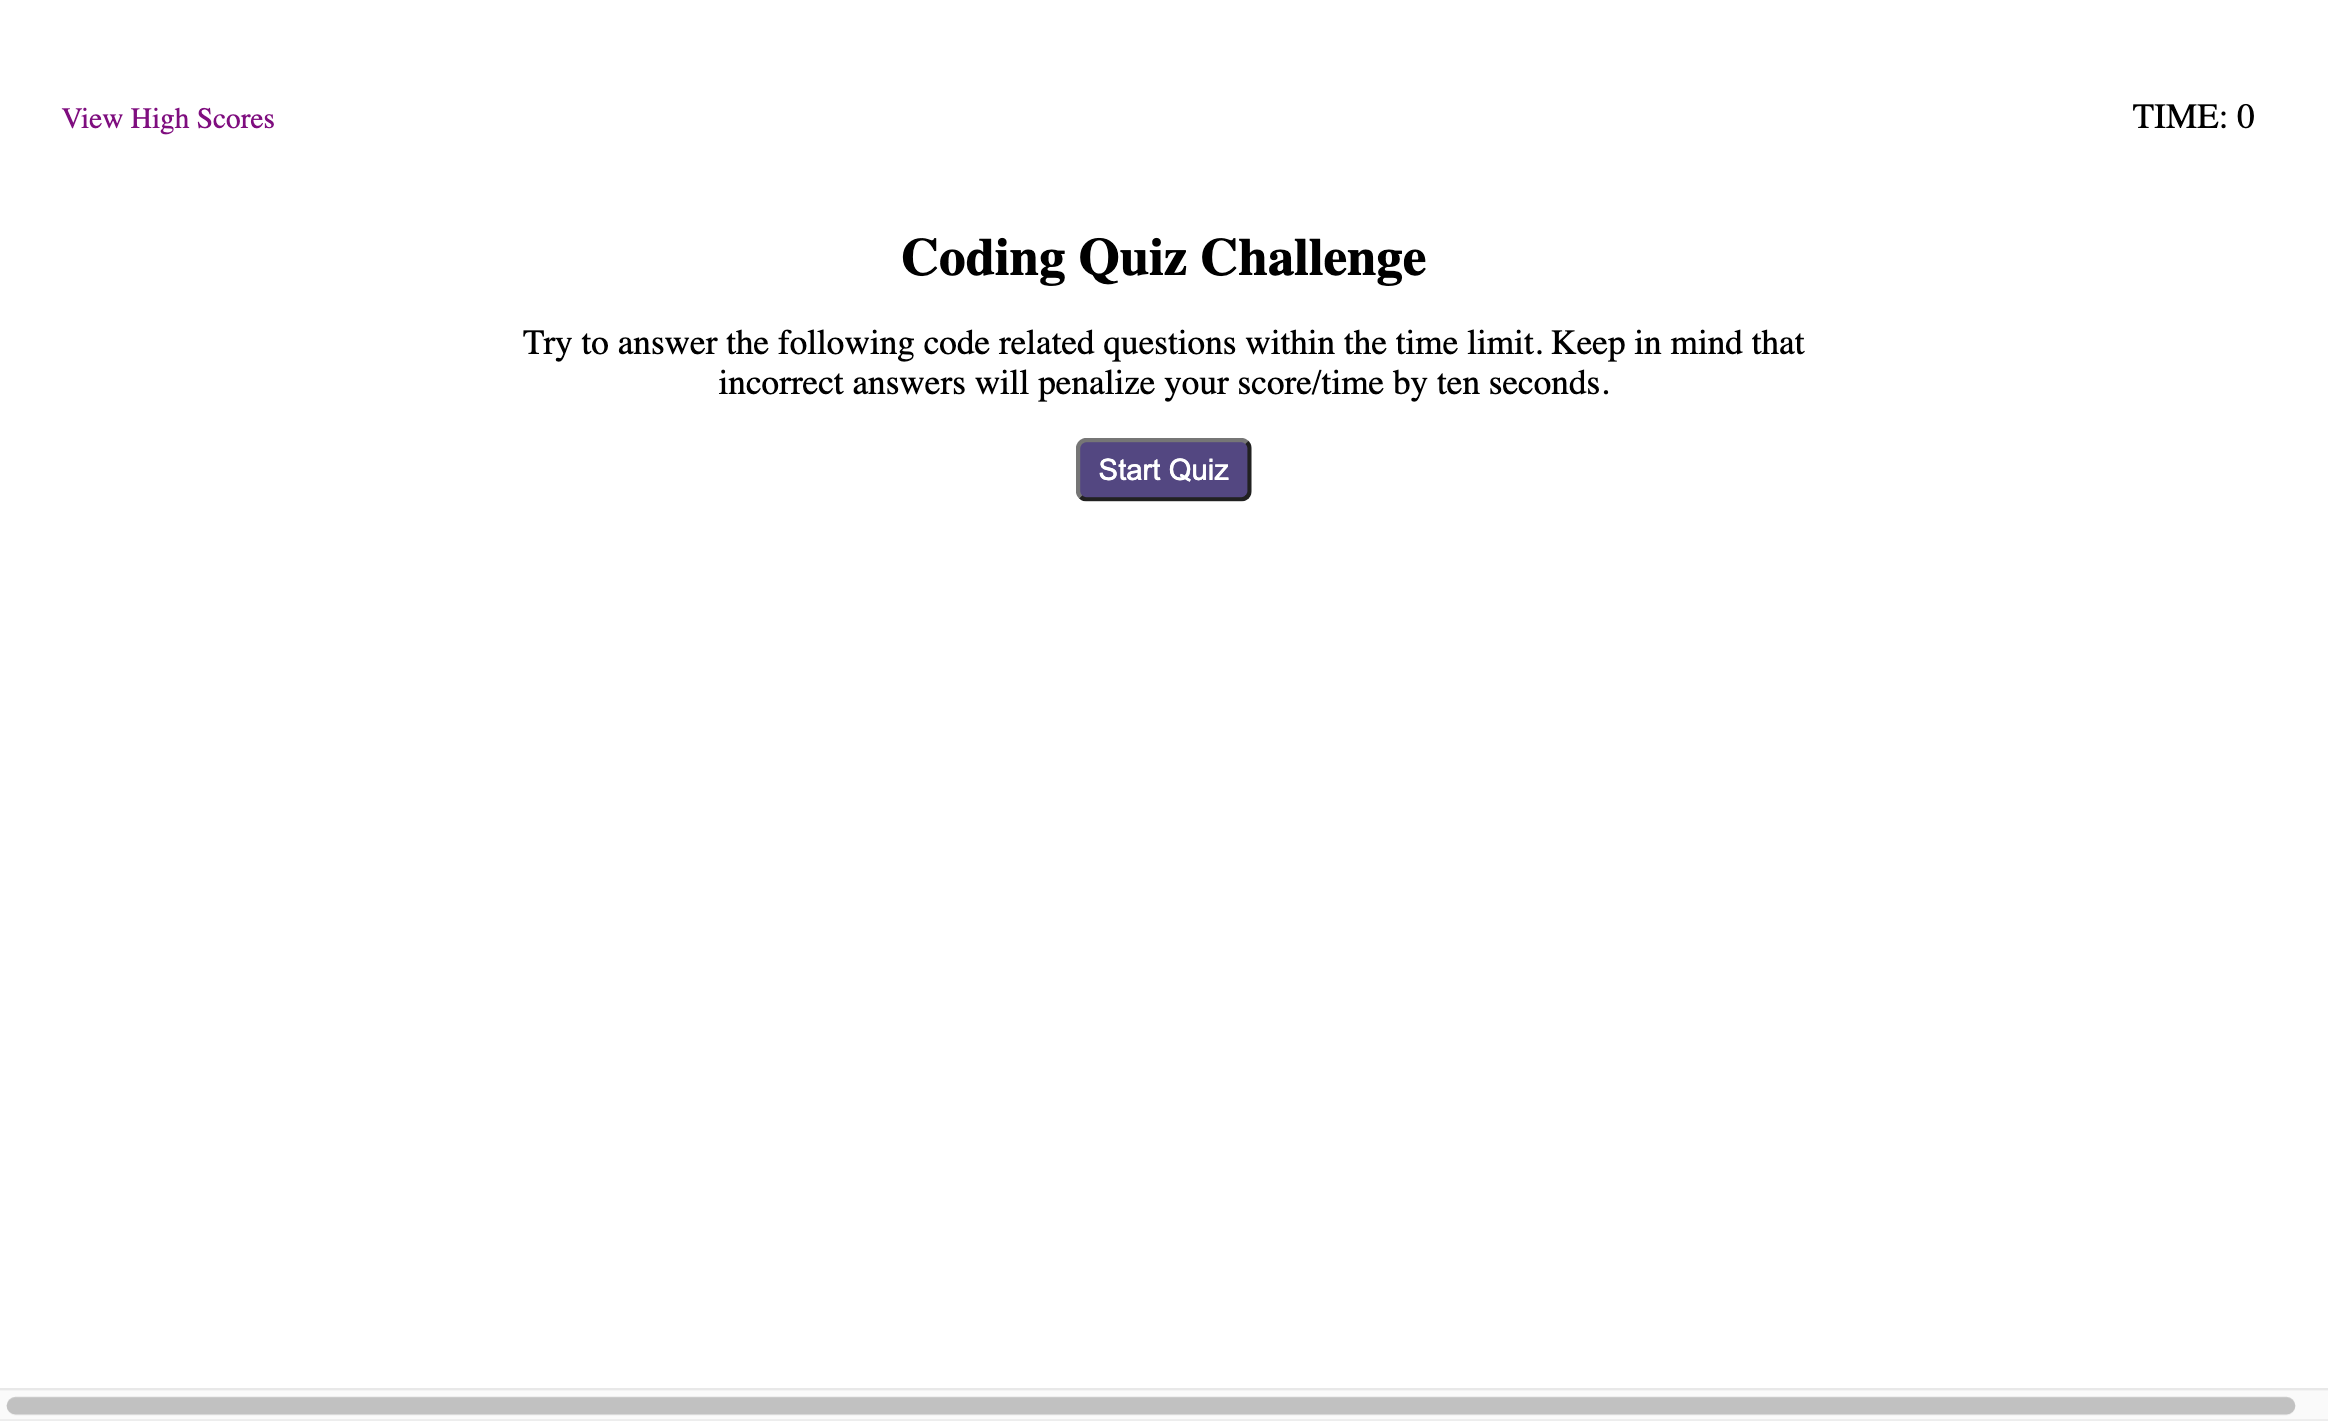 View High Scores
TIME: 0
Coding Quiz Challenge
Try to answer the following code related questions within the time limit. Keep in mind that
incorrect answers will penalize your score/time by ten seconds.
Start Quiz